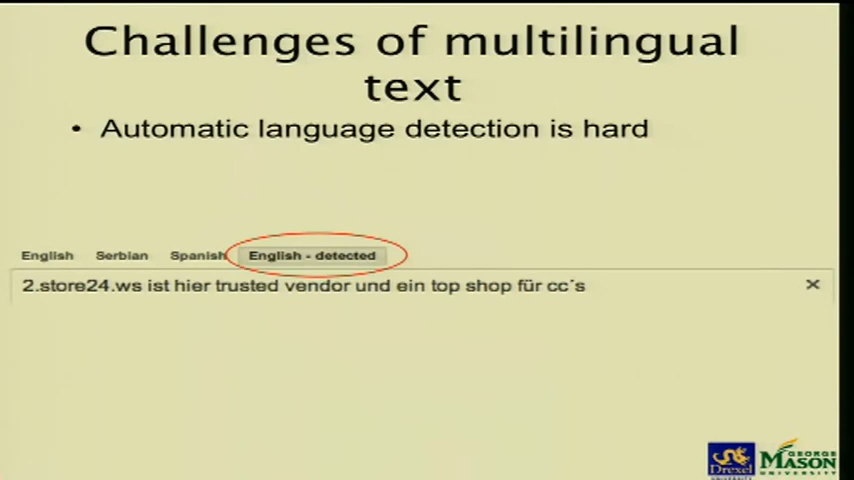 Challenges of multilingual
text
• Automatic language detection is hard
English Serbian Spanish English - detected
2.store24.ws ist hier trusted vendor und ein top shop für cc´s ×
Drexel
UNIVERSITY
GEORGE
MASON
UNIVERSITY